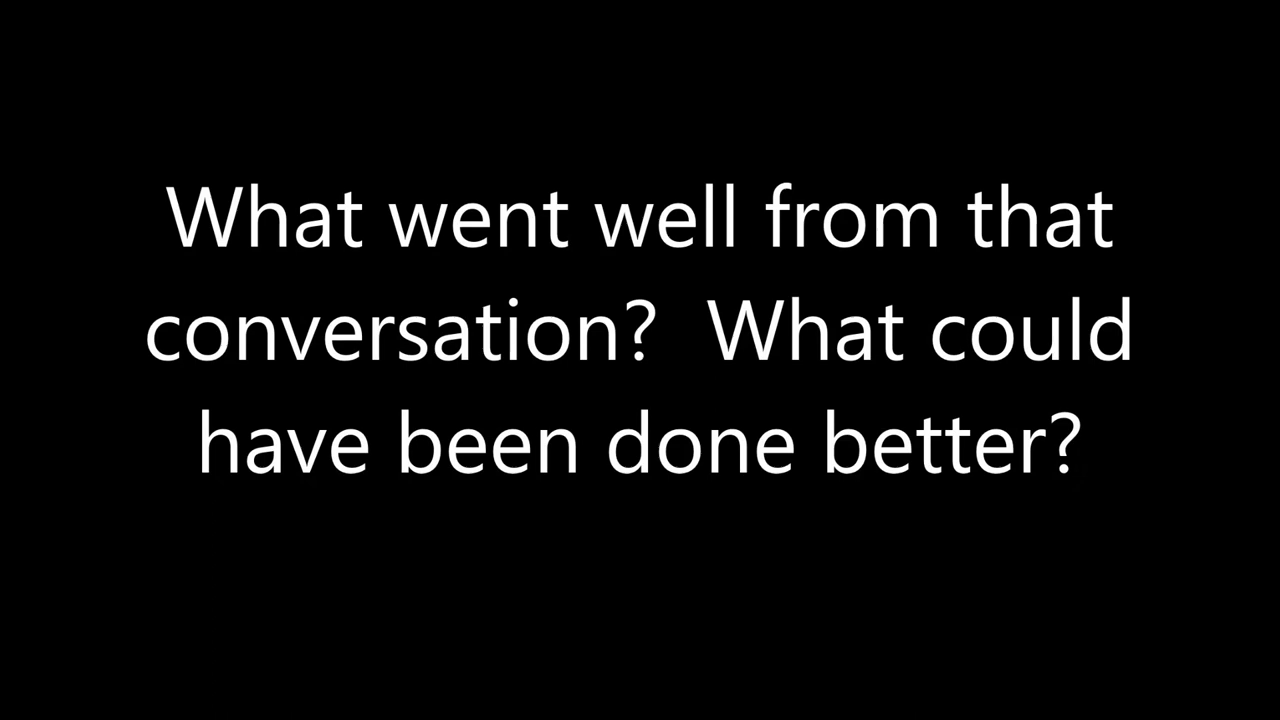 What went well from that
conversation?  What could
have been done better?